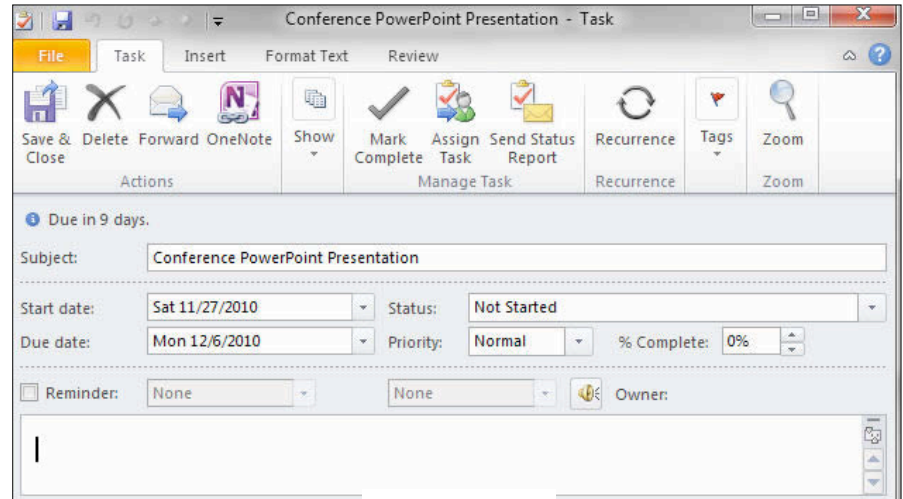 Conference PowerPoint Presentation - Task
File Task Insert Format Text Review
Save & Close Delete Forward OneNote Show Mark Complete Assign Task Send Status Report Recurrence Tags Zoom
Actions Manage Task Recurrence Zoom
Due in 9 days.
Subject: Conference PowerPoint Presentation
Start date: Sat 11/27/2010 Status: Not Started
Due date: Mon 12/6/2010 Priority: Normal % Complete: 0%
Reminder: None None Owner: